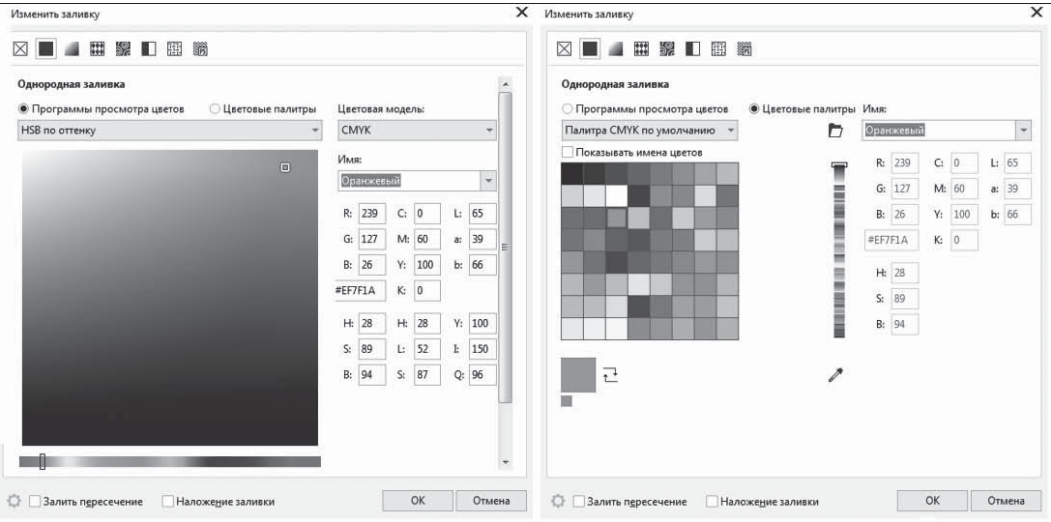 Изменить заливку
Однородная заливка
Программы просмотра цветов Цветовые палитры Цветовая модель:
HSB по оттенку CMYK
Имя:
Оранжевый
R: 239 C: 0 L: 65
G: 127 M: 60 a: 39
B: 26 Y: 100 b: 66
#EF7F1A K: 0
H: 28 H: 28 Y: 100
S: 89 L: 52 I: 150
B: 94 S: 87 Q: 96
Залить пересечение Наложение заливки ОК Отмена
Изменить заливку
Однородная заливка
Программы просмотра цветов Цветовые палитры Имя:
Палитра CMYK по умолчанию Оранжевый
Показывать имена цветов
R: 239 C: 0 L: 65
G: 127 M: 60 a: 39
B: 26 Y: 100 b: 66
#EF7F1A K: 0
H: 28
S: 89
B: 94
Залить пересечение Наложение заливки ОК Отмена